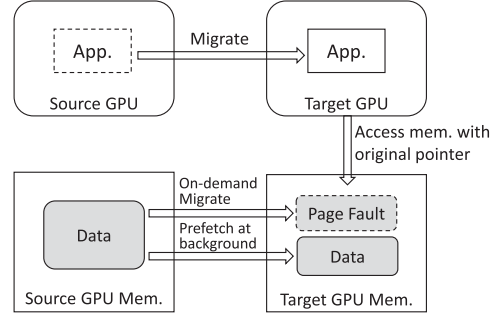 App.
Migrate
App.
Source GPU
Target GPU
Access mem. with
original pointer
On-demand
Migrate
Page Fault
Data
Prefetch at
background
Data
Source GPU Mem.
Target GPU Mem.